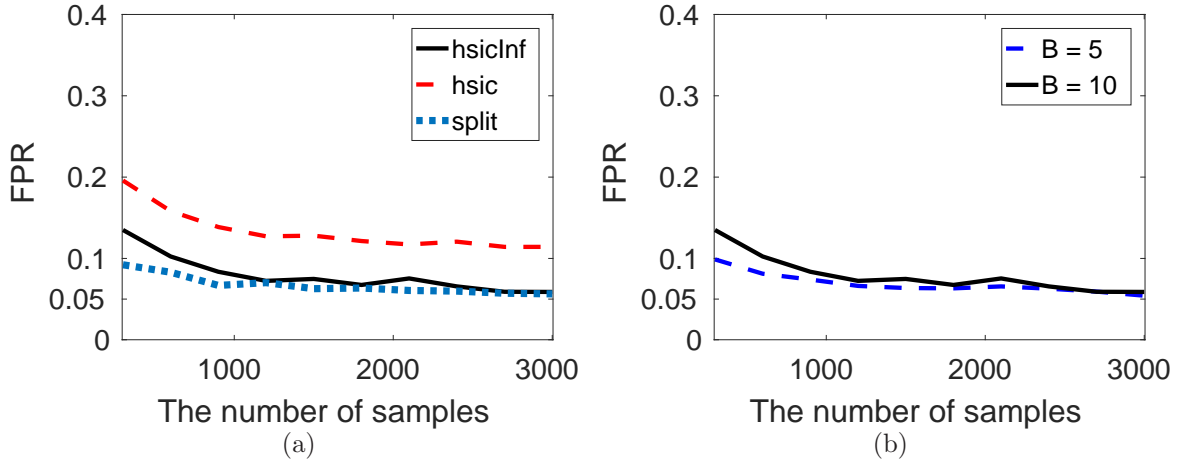 0.4
0.3
0.2
0.1
0.05
0
FPR
hsicInf
hsic
split
1000
2000
3000
The number of samples
(a)
0.4
0.3
0.2
0.1
0.05
0
FPR
B = 5
B = 10
1000
2000
3000
The number of samples
(b)